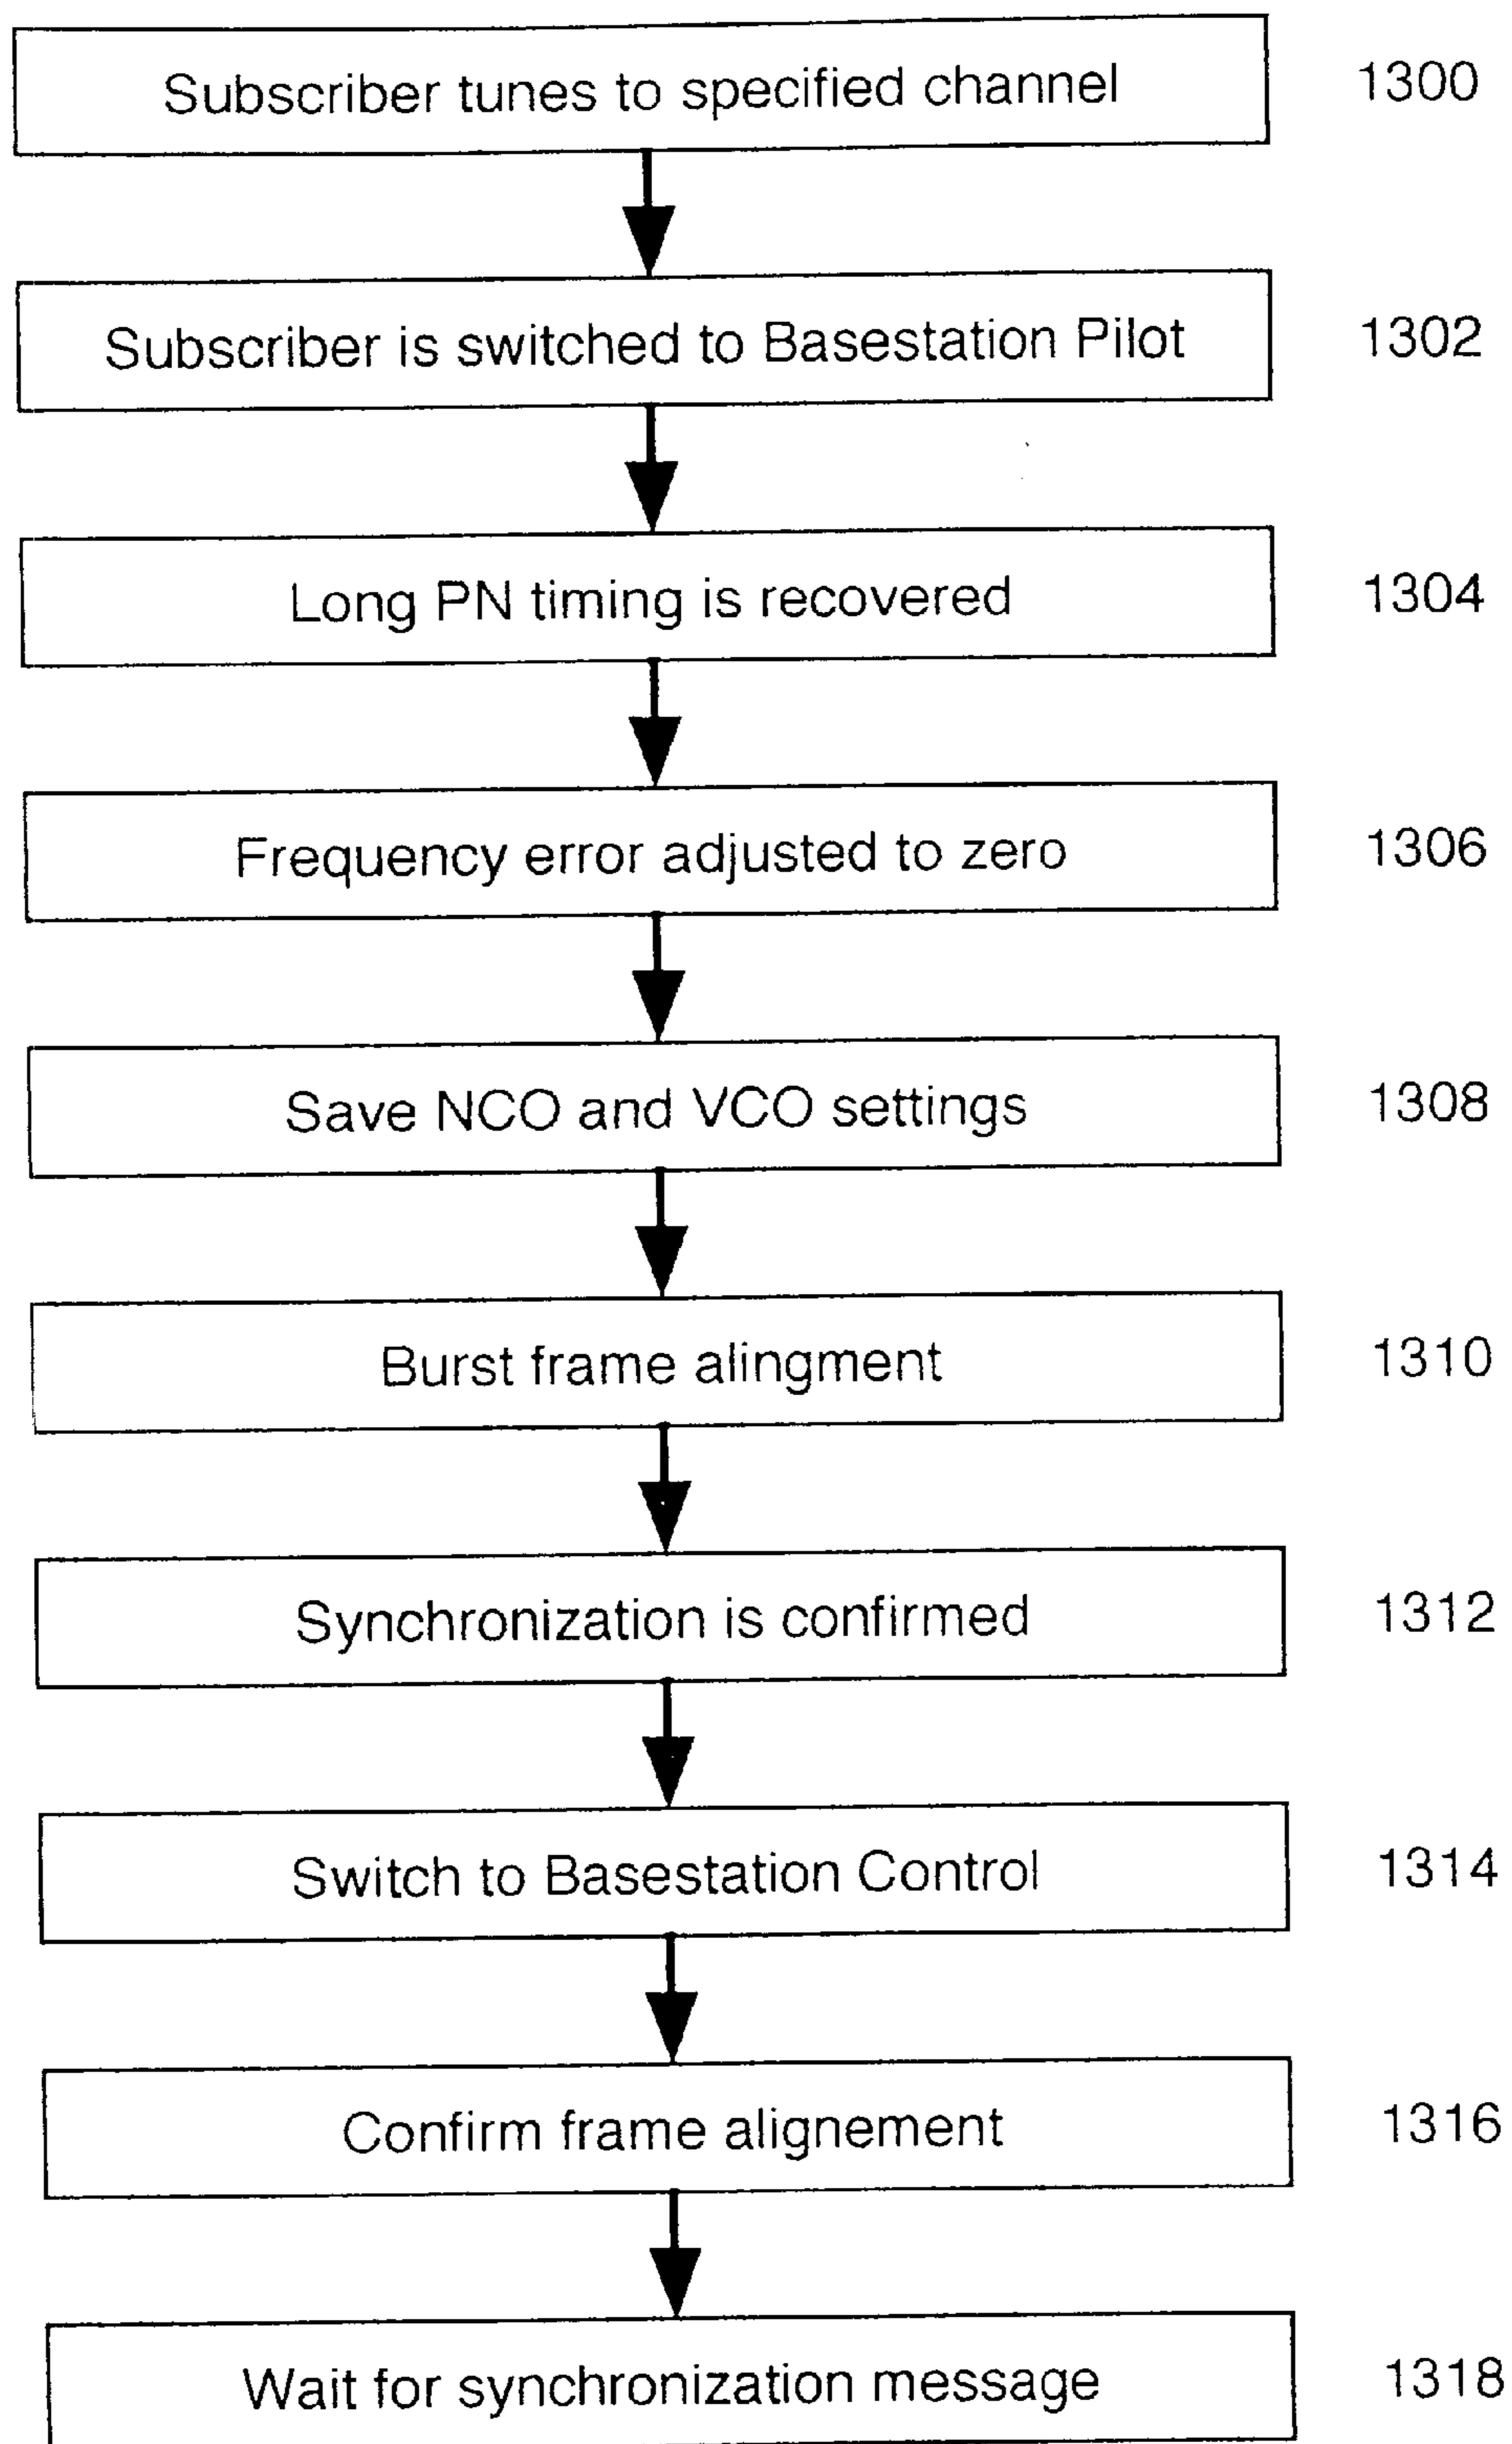 Subscriber tunes to specified channel 1300
Subscriber is switched to Basestation Pilot 1302
Long PN timing is recovered 1304
Frequency error adjusted to zero 1306
Save NCO and VCO settings 1308
Burst frame alingment 1310
Synchronization is confirmed 1312
Switch to Basestation Control 1314
Confirm frame alignement 1316
Wait for synchronization message 1318